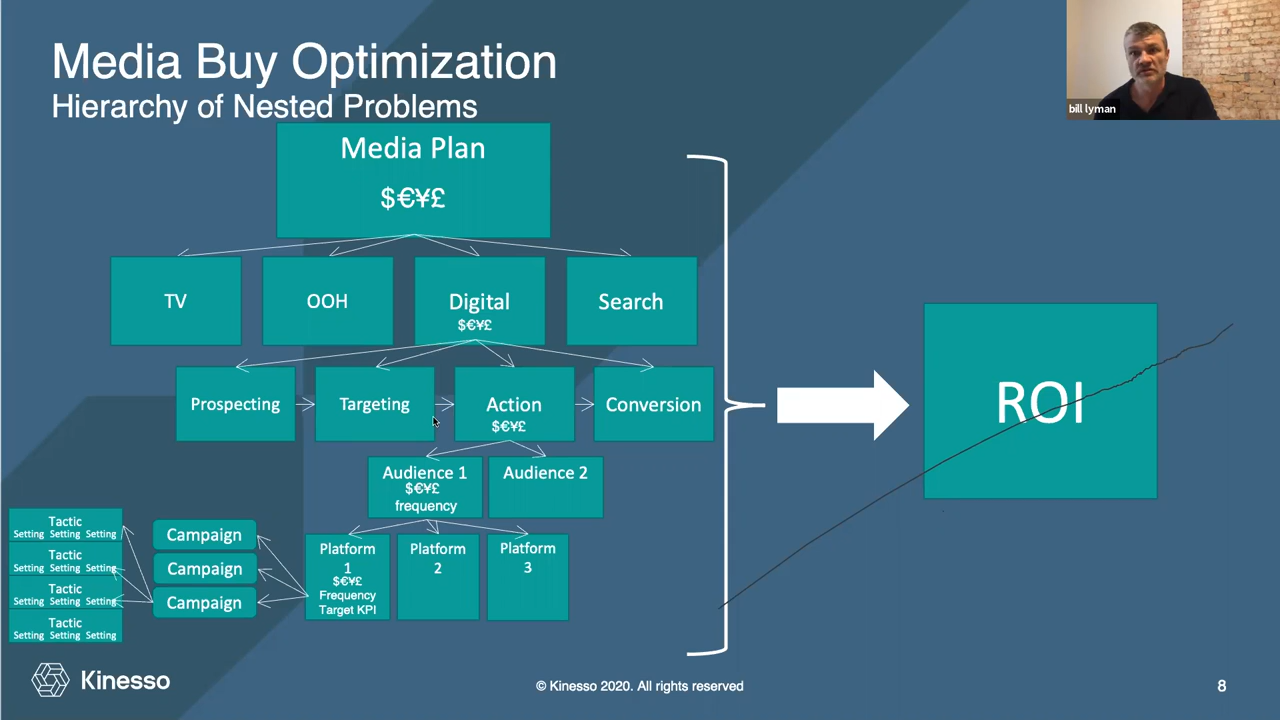 Media Buy Optimization
Hierarchy of Nested Problems
bill lyman
Media Plan
$€¥£
TV
OOH
Digital
$€¥£
Search
Prospecting
Targeting
Action
$€¥£
Conversion
Audience 1
$€¥£
frequency
Audience 2
Platform
1
$€¥£
Frequency
Target KPI
Platform
2
Platform
3
Campaign
Campaign
Campaign
Tactic
Setting Setting Setting
Tactic
Setting Setting Setting
Tactic
Setting Setting Setting
Tactic
Setting Setting Setting
ROI
Kinesso
© Kinesso 2020. All rights reserved
8